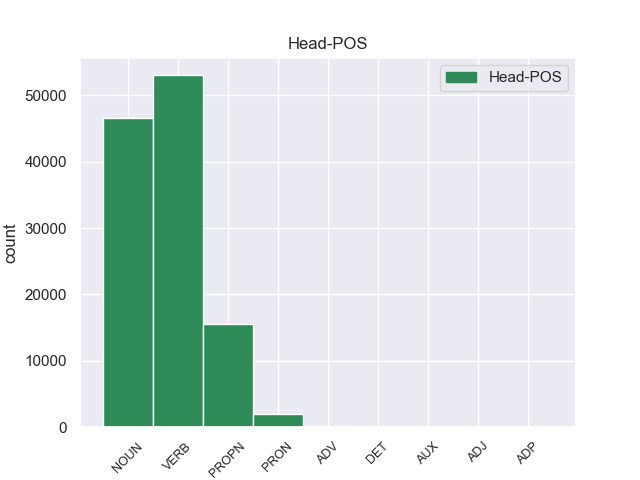 Head-POS
Head-POS
50000
40000
30000
20000
10000
0
count
NOUN
VERB
PROPN
PRON
ADV
DET
AUX
ADJ
ADP